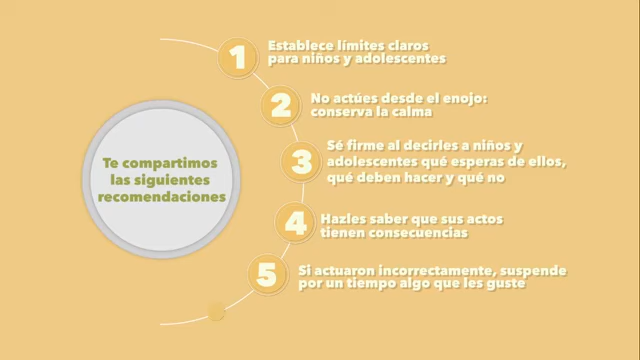 Te compartimos
las siguientes
recomendaciones
1
Establece límites claros
para niños y adolescentes
2
No actúes desde el enojo:
conserva la calma
3
Sé firme al decirles a niños y
adolescentes qué esperas de ellos,
qué deben hacer y qué no
4
Hazles saber que sus actos
tienen consecuencias
5
Si actuaron incorrectamente, suspende
por un tiempo algo que les guste